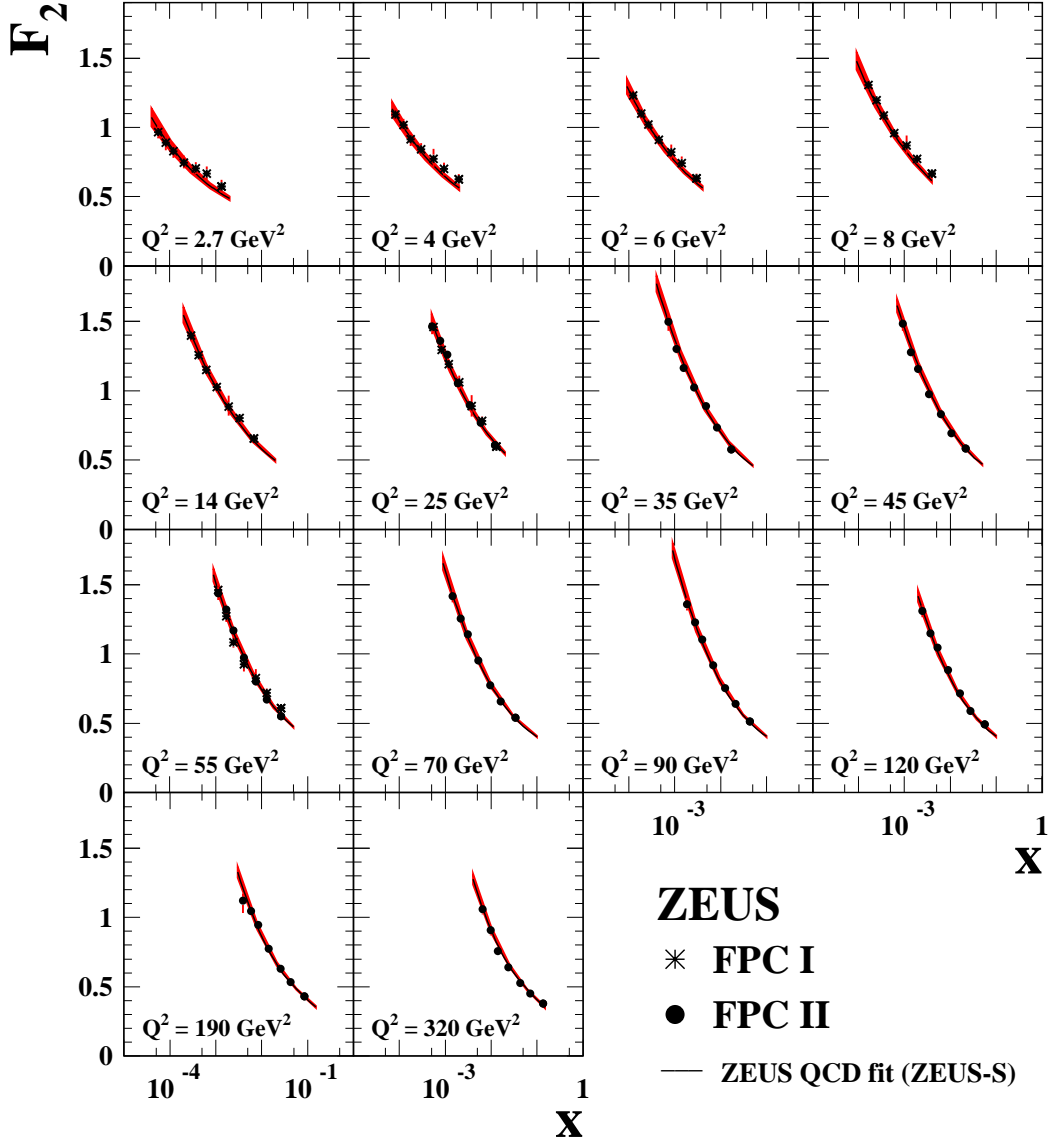 F2
1.5
1
0.5
0
Q2 = 2.7 GeV2
Q2 = 4 GeV2
Q2 = 6 GeV2
Q2 = 8 GeV2
1.5
1
0.5
0
Q2 = 14 GeV2
Q2 = 25 GeV2
Q2 = 35 GeV2
Q2 = 45 GeV2
1.5
1
0.5
0
Q2 = 55 GeV2
Q2 = 70 GeV2
Q2 = 90 GeV2
Q2 = 120 GeV2
10-3
10-3
1
x
1.5
1
0.5
0
Q2 = 190 GeV2
Q2 = 320 GeV2
10-4
10-1
10-3
1
x
ZEUS
FPC I
FPC II
ZEUS QCD fit (ZEUS-S)